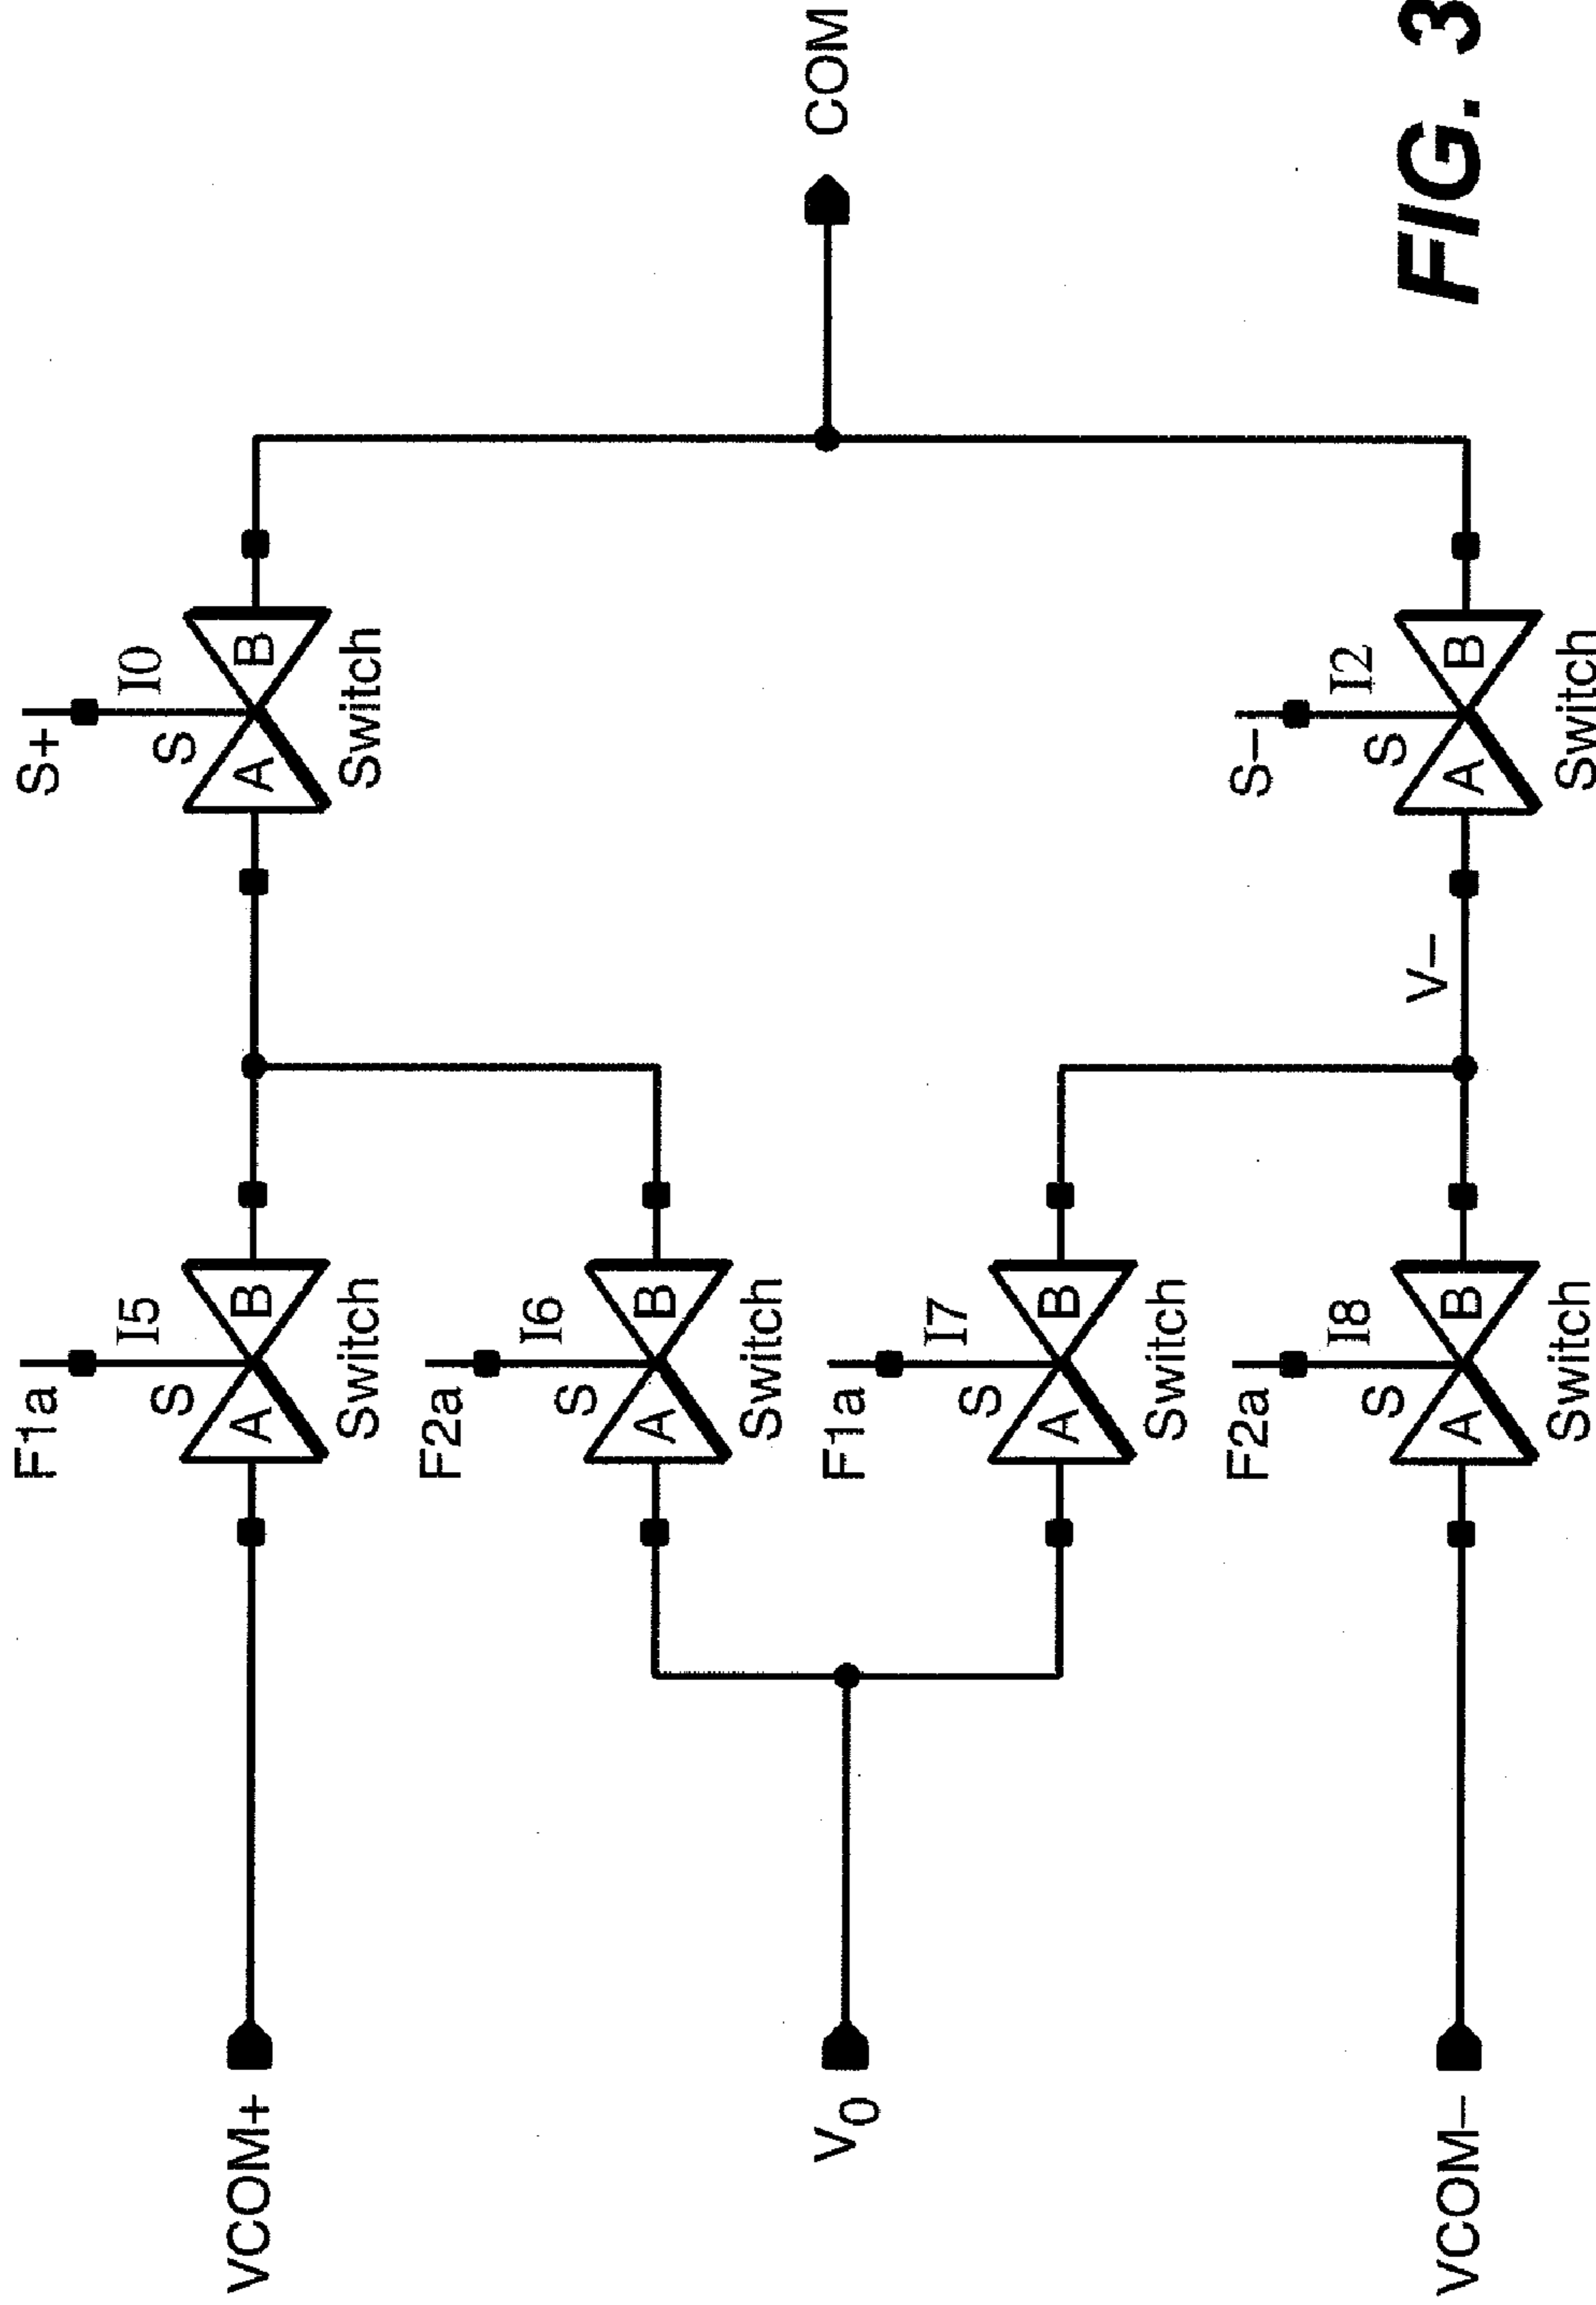 F1a
I5
S
A
B
Switch
VCOM+
S+
I0
S
A
B
Switch
F2a
I6
S
A
B
Switch
V0
COM
F1a
I7
S
A
B
Switch
F2a
I8
S
A
B
Switch
VCOM–
V–
S–
I2
S
A
B
Switch
FIG. 3